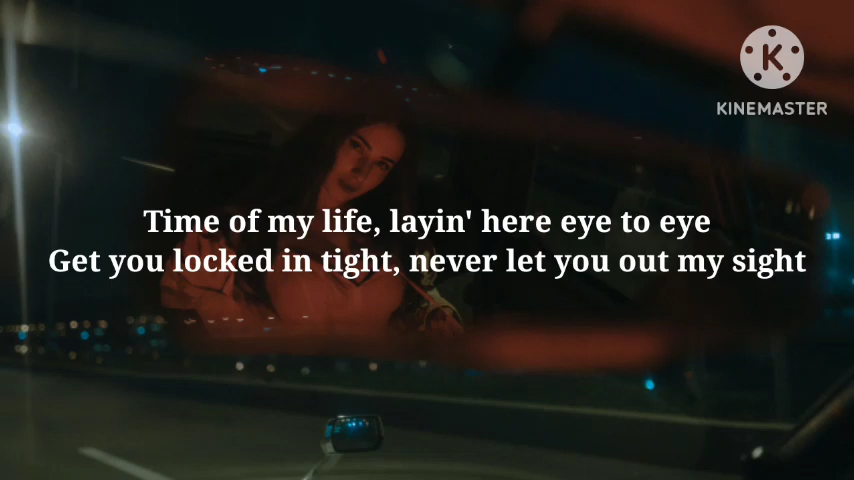 KINEMASTER
Time of my life, layin' here eye to eye
Get you locked in tight, never let you out my sight